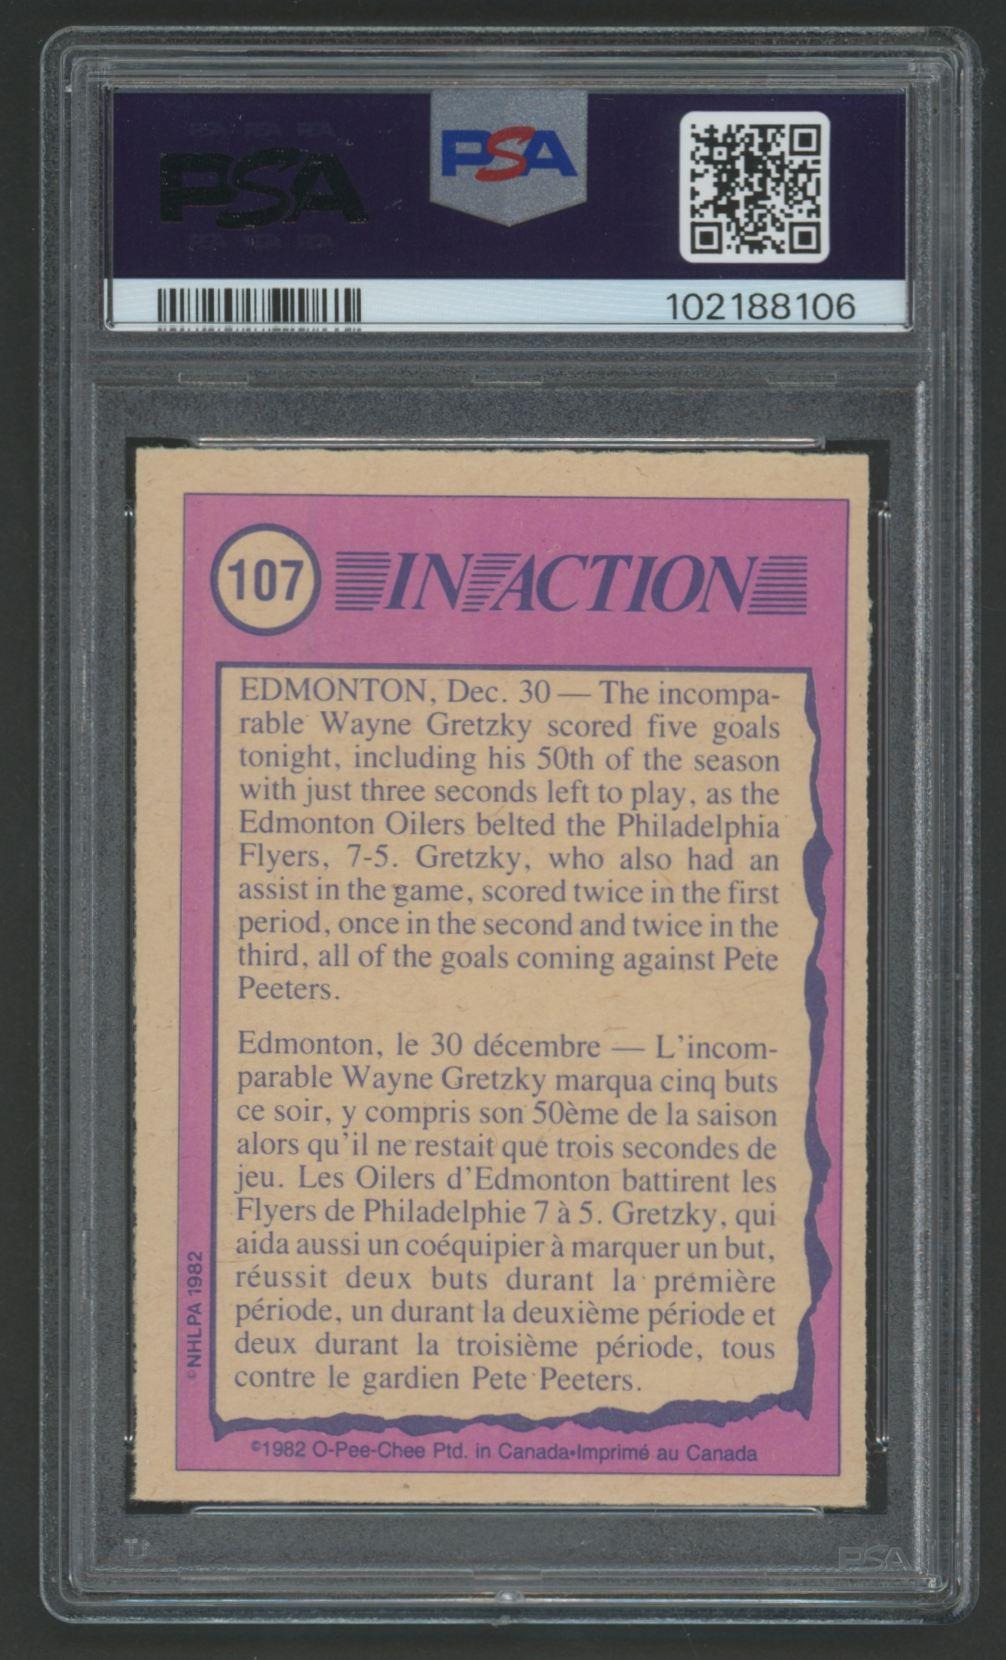 PSA PSA PSA
PSA
PSA
PSA PSA PSA
102188106
107
IN ACTION
EDMONTON, Dec. 30 — The incompa-
rable Wayne Gretzky scored five goals
tonight, including his 50th of the season
with just three seconds left to play, as the
Edmonton Oilers belted the Philadelphia
Flyers, 7-5. Gretzky, who also had an
assist in the game, scored twice in the first
period, once in the second and twice in the
third, all of the goals coming against Pete
Peeters.
Edmonton, le 30 décembre — L'incom-
parable Wayne Gretzky marqua cinq buts
ce soir, y compris son 50ème de la saison
alors qu'il ne restait que trois secondes de
jeu. Les Oilers d'Edmonton battirent les
Flyers de Philadelphie 7 à 5. Gretzky, qui
aida aussi un coéquipier à marquer un but,
réussit deux buts durant la première
période, un durant la deuxième période et
deux durant la troisième période, tous
contre le gardien Pete Peeters.
©NHLPA 1982
©1982 O-Pee-Chee Ptd. in Canada•Imprimé au Canada
PSA